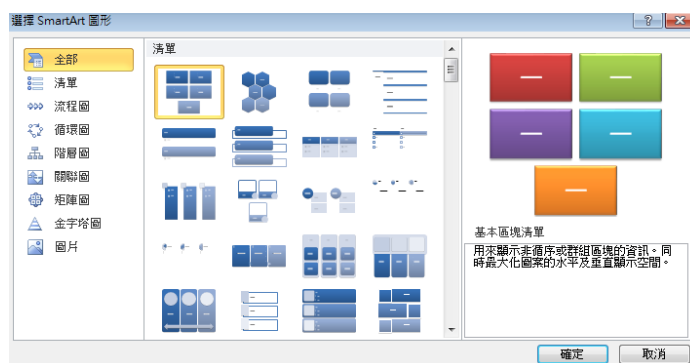 選擇 SmartArt 圖形
全部
清單
流程圖
循環圖
階層圖
關聯圖
矩陣圖
金字塔圖
圖片
清單
基本區塊清單
用來顯示非循序或群組區塊的資訊。同
時最大化圖案的水平及垂直顯示空間。
確定
取消